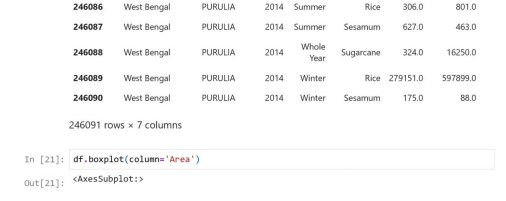 246086 West Bengal PURULIA 2014 Summer Rice 306.0 801.0
246087 West Bengal PURULIA 2014 Summer Sesamum 627.0 463.0
246088 West Bengal PURULIA 2014 Whole Year Sugarcane 324.0 16250.0
246089 West Bengal PURULIA 2014 Winter Rice 279151.0 597899.0
246090 West Bengal PURULIA 2014 Winter Sesamum 175.0 88.0
246091 rows × 7 columns
In [21]: df.boxplot(column='Area')
Out[21]: <AxesSubplot:>